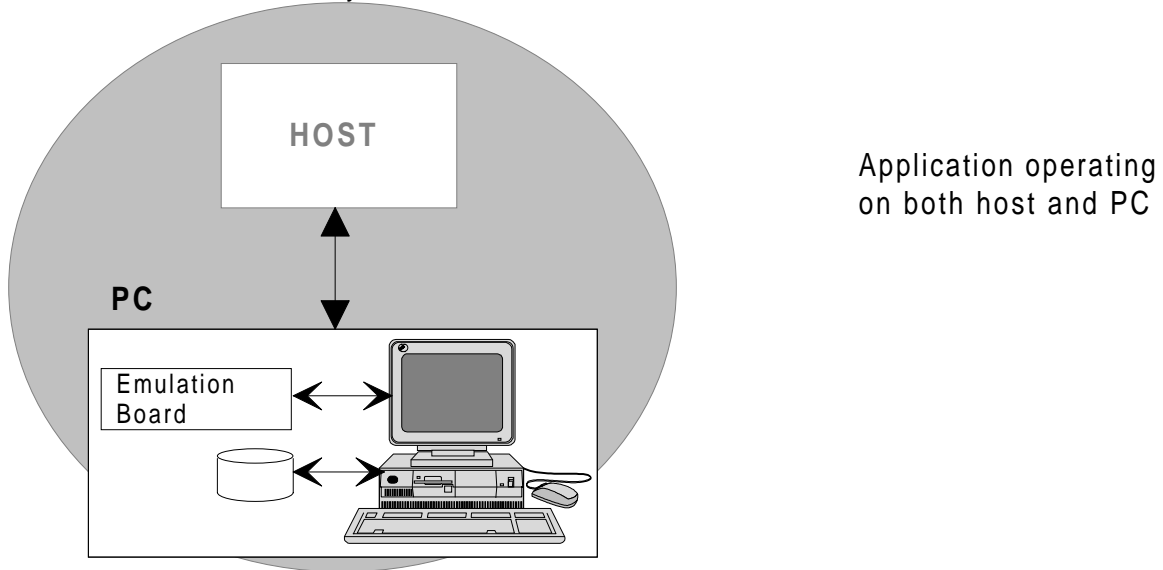 HOST
Application operating
on both host and PC
PC
Emulation
Board